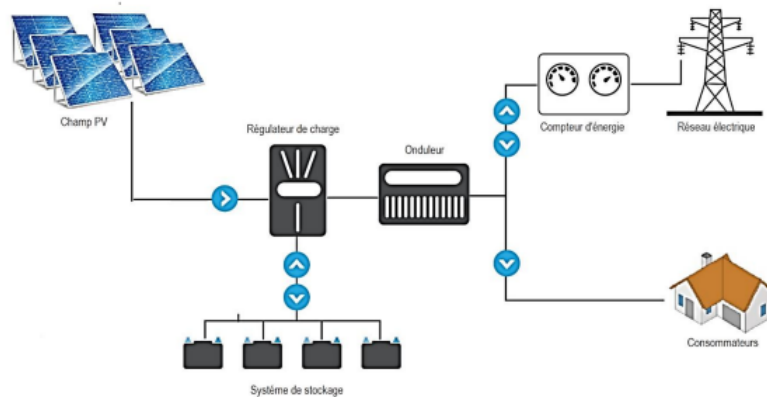 Champ PV
Régulateur de charge
Onduleur
Compteur d'énergie
Réseau électrique
Consommateurs
Système de stockage